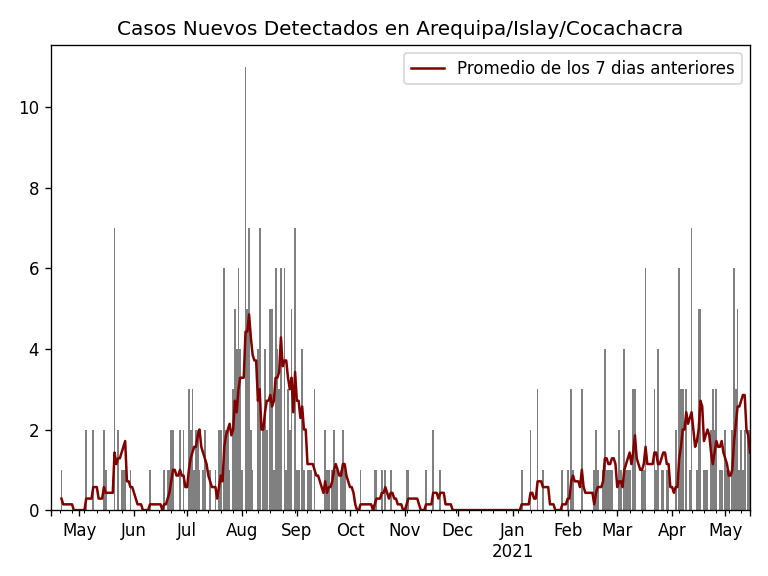 Casos Nuevos Detectados en Arequipa/Islay/Cocachacra
Promedio de los 7 dias anteriores
10
8
6
4
2
0
May Jun Jul Aug Sep Oct Nov Dec Jan Feb Mar Apr May
2021